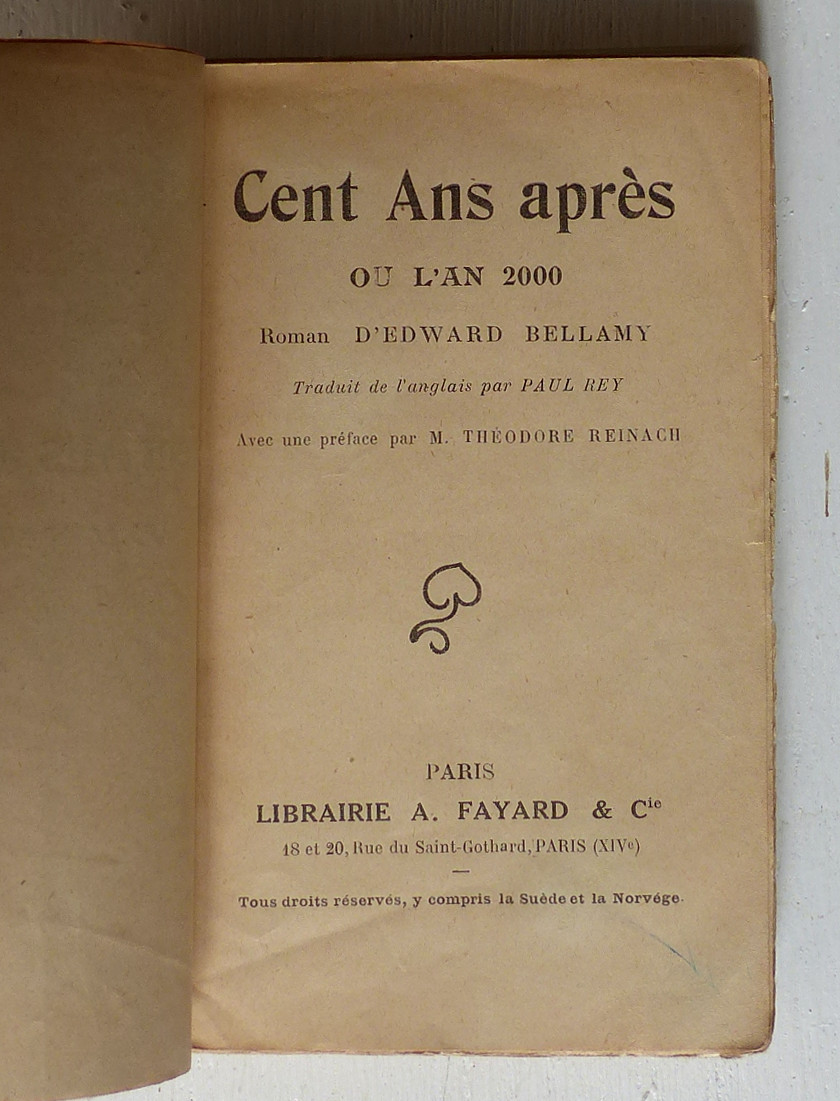 Cent Ans après
OU L'AN 2000
Roman D'EDWARD BELLAMY
Traduit de l'anglais par PAUL REY
Avec une préface par M. THÉODORE REINACH
PARIS
LIBRAIRIE A. FAYARD & Cie
18 et 20, Rue du Saint-Gothard, PARIS (XIVe)
Tous droits réservés, y compris la Suède et la Norvége.